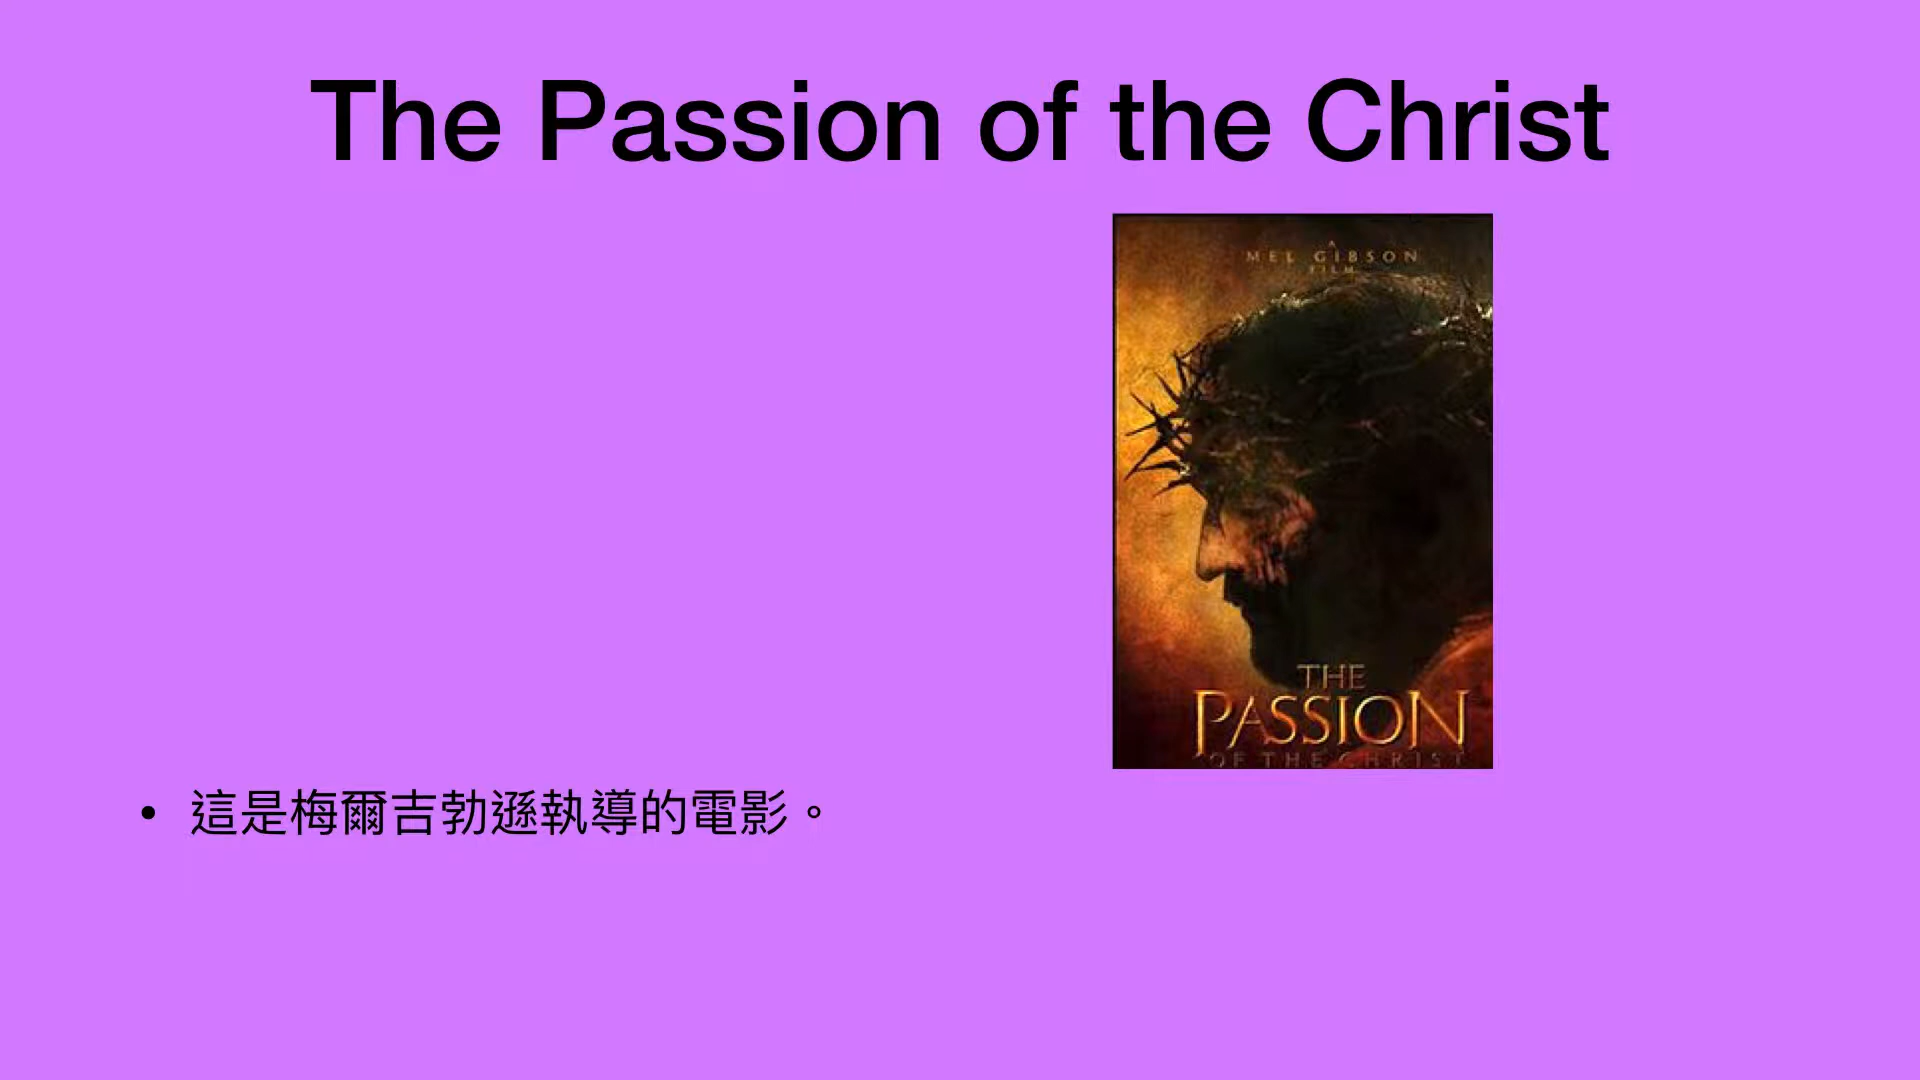 The Passion of the Christ
A
MEL GIBSON
FILM
THE
PASSION
OF THE CHRIST
• 這是梅爾吉勃遜執導的電影。